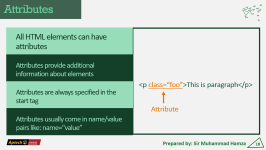 Attributes
All HTML elements can have
attributes
Attributes provide additional
information about elements
Attributes are always specified in the
start tag
Attributes usually come in name/value
pairs like: name="value"
<p class="foo">This is paragraph</p>
Attribute
Aptech
Prepared by: Sir Muhammad Hamza